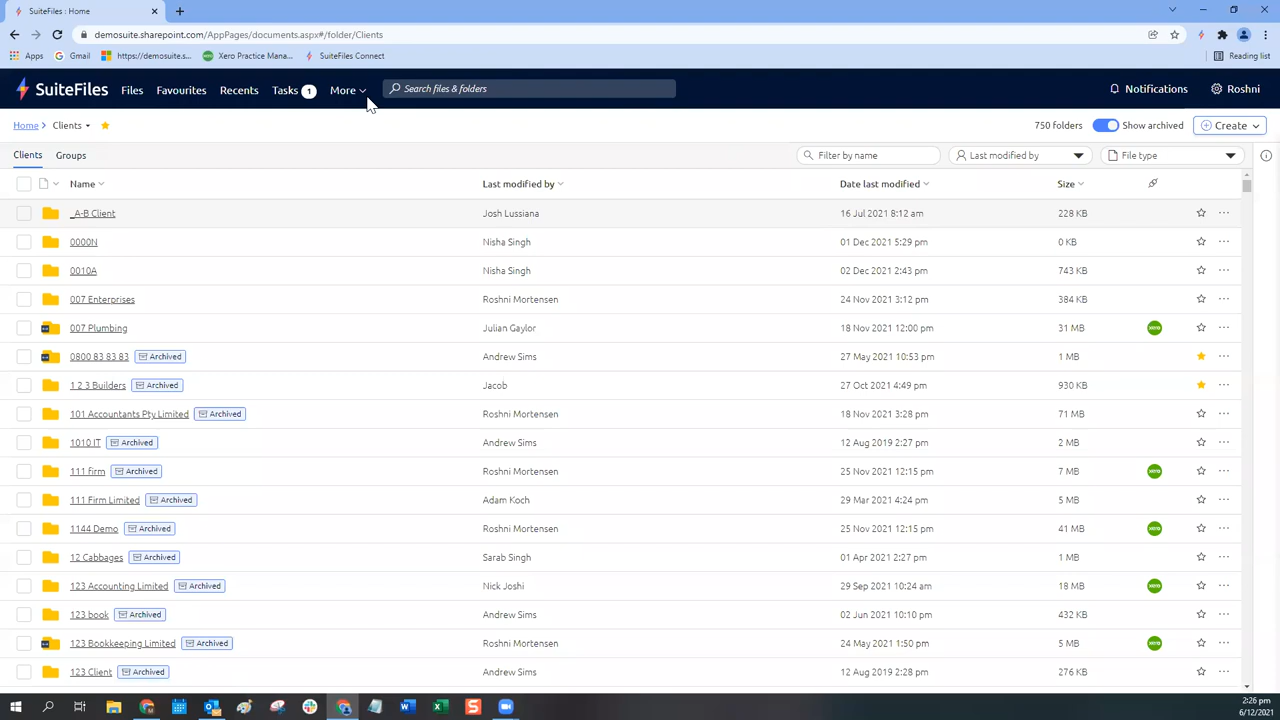 SuiteFiles : Home
demosuite.sharepoint.com/AppPages/documents.aspx#/folder/Clients
Apps Gmail https://demosuite.s... Xero Practice Mana... SuiteFiles Connect Reading list
SuiteFiles Files Favourites Recents Tasks 1 More Search files & folders Notifications Roshni
Home Clients 750 folders Show archived Create
Clients Groups Filter by name Last modified by File type
Name Last modified by Date last modified Size
_A-B Client Josh Lussiana 16 Jul 2021 8:12 am 228 KB
0000N Nisha Singh 01 Dec 2021 5:29 pm 0 KB
0010A Nisha Singh 02 Dec 2021 2:43 pm 743 KB
007 Enterprises Roshni Mortensen 24 Nov 2021 3:12 pm 384 KB
007 Plumbing Julian Gaylor 18 Nov 2021 12:00 pm 31 MB xero
0800 83 83 83 Archived Andrew Sims 27 May 2021 10:53 pm 1 MB
1 2 3 Builders Archived Jacob 27 Oct 2021 4:49 pm 930 KB
101 Accountants Pty Limited Archived Roshni Mortensen 18 Nov 2021 3:28 pm 71 MB
1010 IT Archived Andrew Sims 12 Aug 2019 2:27 pm 2 MB
111 firm Archived Roshni Mortensen 25 Nov 2021 12:15 pm 7 MB xero
111 Firm Limited Archived Adam Koch 29 Mar 2021 4:24 pm 5 MB
1144 Demo Archived Roshni Mortensen 25 Nov 2021 12:15 pm 41 MB xero
12 Cabbages Archived Sarab Singh 01 Apr 2021 2:27 pm 1 MB
123 Accounting Limited Archived Nick Joshi 29 Sep 2021 10:24 am 18 MB xero
123 book Archived Andrew Sims 02 Jun 2021 10:10 pm 432 KB
123 Bookkeeping Limited Archived Roshni Mortensen 24 May 2021 1:50 pm 5 MB xero
123 Client Archived Andrew Sims 12 Aug 2019 2:28 pm 276 KB
2:26 pm
6/12/2021